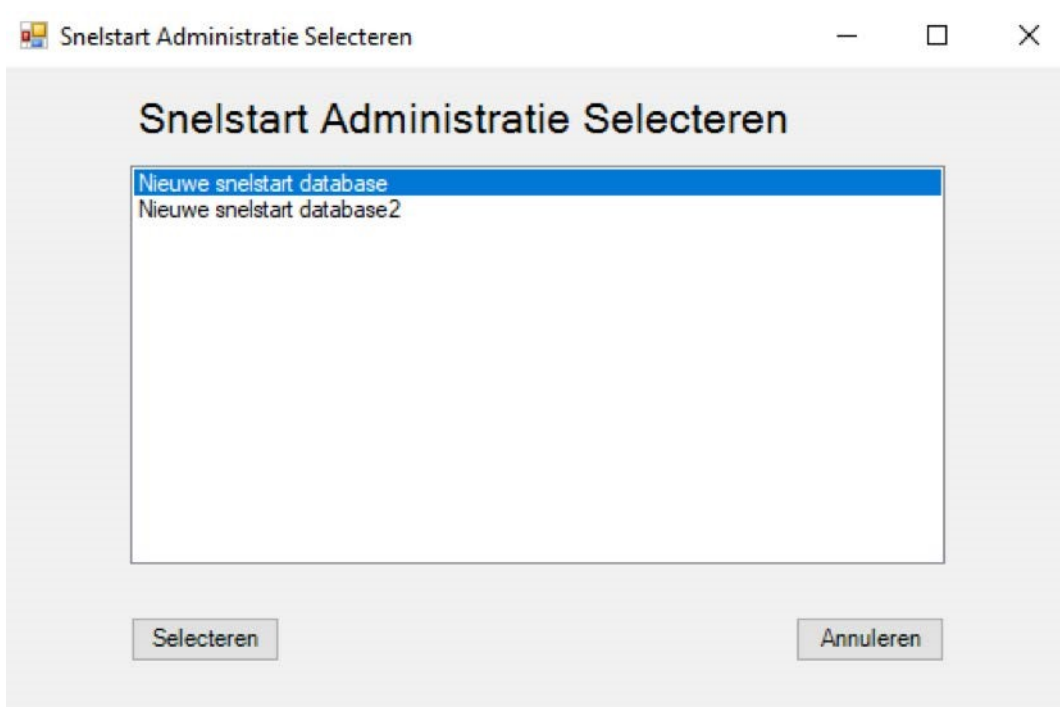 Snelstart Administratie Selecteren
Snelstart Administratie Selecteren
Nieuwe snelstart database
Nieuwe snelstart database2
Selecteren
Annuleren